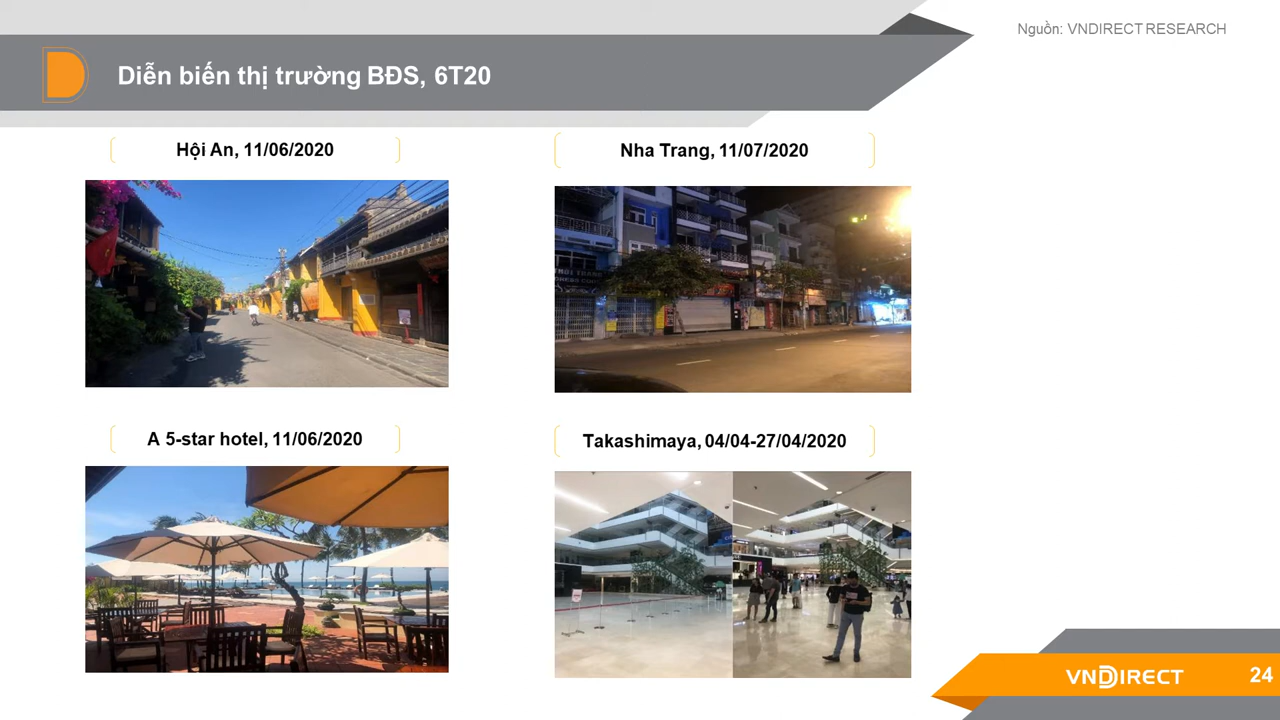 Nguồn: VNDIRECT RESEARCH
Diễn biến thị trường BĐS, 6T20
Hội An, 11/06/2020
Nha Trang, 11/07/2020
A 5-star hotel, 11/06/2020
Takashimaya, 04/04-27/04/2020
VNDIRECT
24